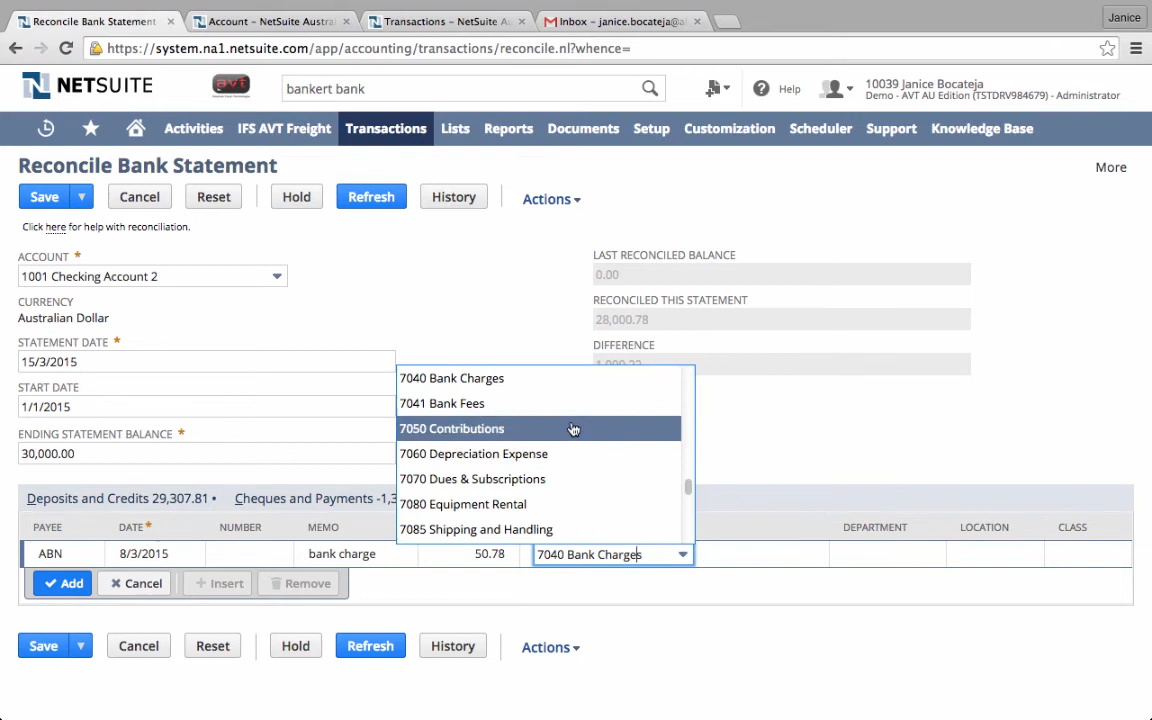 Reconcile Bank Statement
Account – NetSuite Austra
Transactions – NetSuite A
Inbox – janice.bocateja@
Janice
https://system.na1.netsuite.com/app/accounting/transactions/reconcile.nl?whence=
NETSUITE
avt
bankert bank
Help
10039 Janice Bocateja
Demo - AVT AU Edition (TSTDRV984679) - Administrator
Activities
IFS AVT Freight
Transactions
Lists
Reports
Documents
Setup
Customization
Scheduler
Support
Knowledge Base
Reconcile Bank Statement
More
Save
Cancel
Reset
Hold
Refresh
History
Actions
Click here for help with reconciliation.
ACCOUNT *
1001 Checking Account 2
CURRENCY
Australian Dollar
STATEMENT DATE *
15/3/2015
START DATE
1/1/2015
ENDING STATEMENT BALANCE *
30,000.00
LAST RECONCILED BALANCE
0.00
RECONCILED THIS STATEMENT
28,000.78
DIFFERENCE
7040 Bank Charges
7041 Bank Fees
7050 Contributions
7060 Depreciation Expense
7070 Dues & Subscriptions
7080 Equipment Rental
7085 Shipping and Handling
Deposits and Credits 29,307.81 •
Cheques and Payments -1,3
PAYEE
DATE *
NUMBER
MEMO
DEPARTMENT
LOCATION
CLASS
ABN
8/3/2015
bank charge
50.78
7040 Bank Charges
Add
Cancel
Insert
Remove
Save
Cancel
Reset
Hold
Refresh
History
Actions